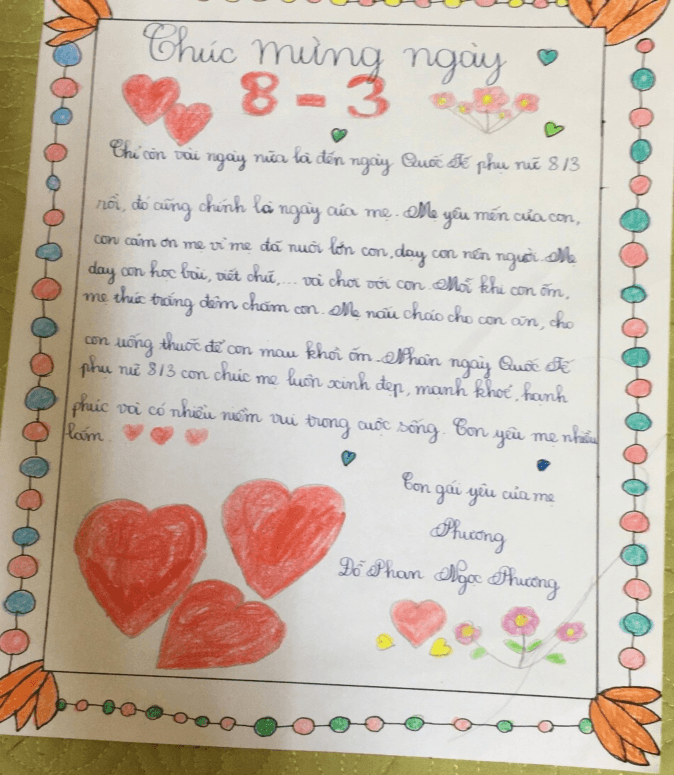 Chúc mừng ngày
8 - 3
Chỉ còn vài ngày nữa là đến ngày Quốc Tế phụ nữ 8/3
rồi, đó cũng chính là ngày của mẹ. Mẹ yêu mến của con,
con cảm ơn mẹ vì mẹ đã nuôi lớn con, dạy con nên người. Mẹ
dạy con học bài, viết chữ,... và chơi với con. Mỗi khi con ốm,
mẹ thức trắng đêm chăm con. Mẹ nấu cháo cho con ăn, cho
con uống thuốc để con mau khỏi ốm. Nhân ngày Quốc Tế
phụ nữ 8/3 con chúc mẹ luôn xinh đẹp, mạnh khoẻ, hạnh
phúc và có nhiều niềm vui trong cuộc sống. Con yêu mẹ nhiều
lắm.
Con gái yêu của mẹ
Phương
Đỗ Phan Ngọc Phương